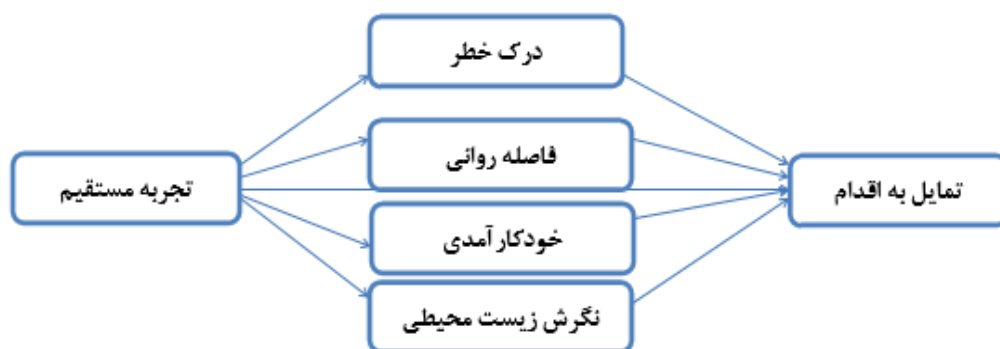 درک خطر
فاصله روانی
تجربه مستقیم
تمایل به اقدام
خودکارآمدی
نگرش زیست محیطی